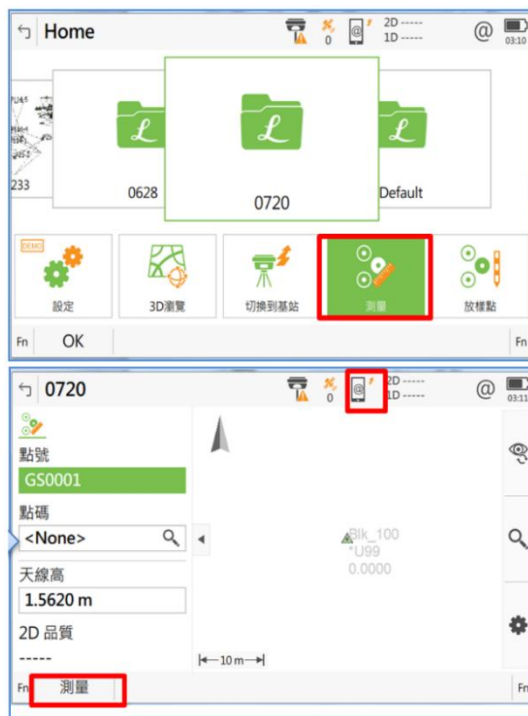 Home
0
2D -----
1D -----
@
03:10
233
0628
0720
Default
DEMO
設定
3D瀏覽
切換到基站
測量
放樣點
Fn
OK
Fn
0720
0
2D -----
1D -----
@
03:11
點號
GS0001
點碼
<None>
天線高
1.5620 m
2D 品質
-----
Blk_100
*U99
0.0000
10 m
Fn
測量
Fn